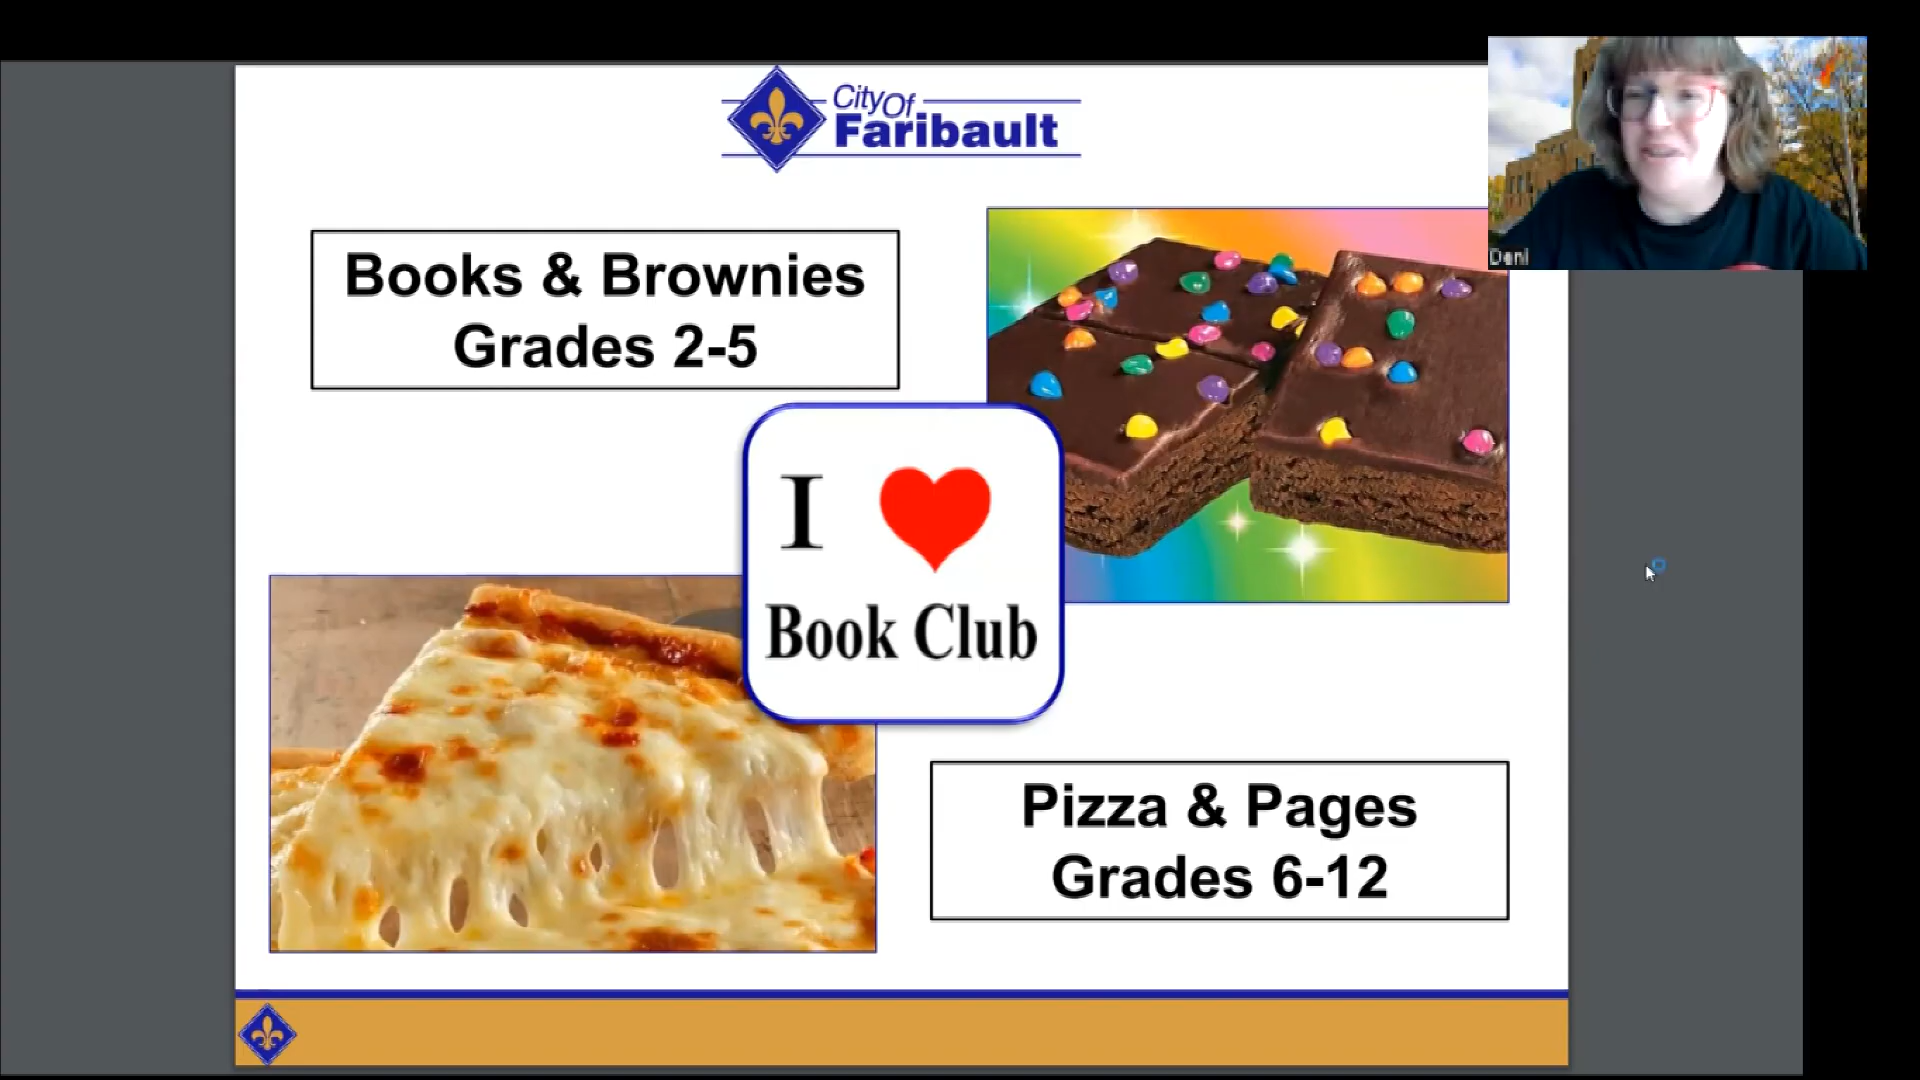 City Of
Faribault
Books & Brownies
Grades 2-5
I
Book Club
Pizza & Pages
Grades 6-12
Deni